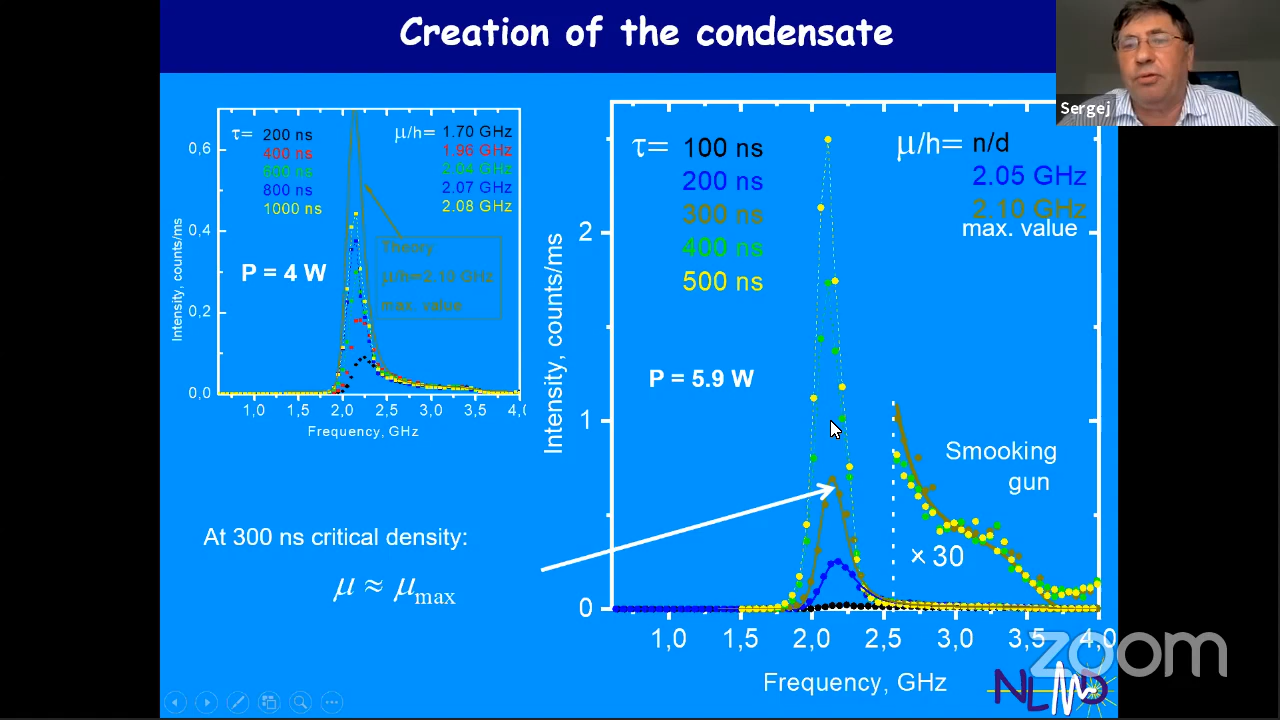 Creation of the condensate
Sergej
τ= 200 ns
400 ns
600 ns
800 ns
1000 ns
μ/h= 1.70 GHz
1.96 GHz
2.04 GHz
2.07 GHz
2.08 GHz
Theory
μ/h=2.10 GHz
max. value
P = 4 W
Intensity, counts/ms
0,6
0,4
0,2
0,0
1,0 1,5 2,0 2,5 3,0 3,5 4,0
Frequency, GHz
τ= 100 ns
200 ns
300 ns
400 ns
500 ns
μ/h= n/d
2.05 GHz
2.10 GHz
max. value
P = 5.9 W
Intensity, counts/ms
2
1
0
Smooking
gun
× 30
1,0 1,5 2,0 2,5 3,0 3,5 4,0
Frequency, GHz
At 300 ns critical density:
μ ≈ μmax
zoom
NLMD